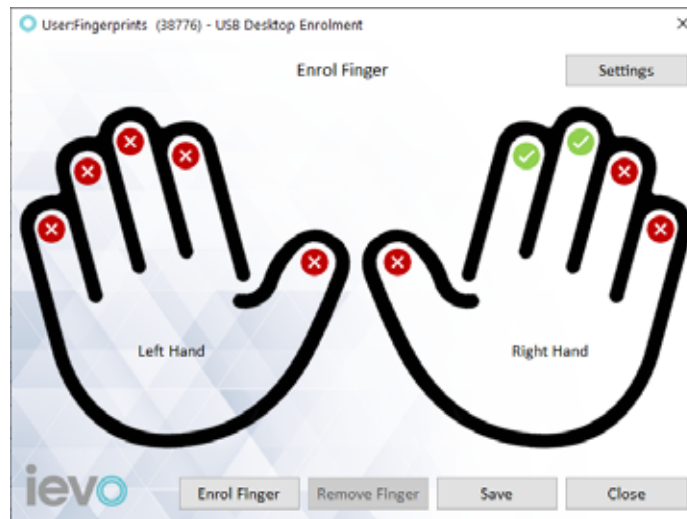 User:Fingerprints (38776) - USB Desktop Enrolment
Enrol Finger
Settings
Left Hand
Right Hand
ievo
Enrol Finger
Remove Finger
Save
Close